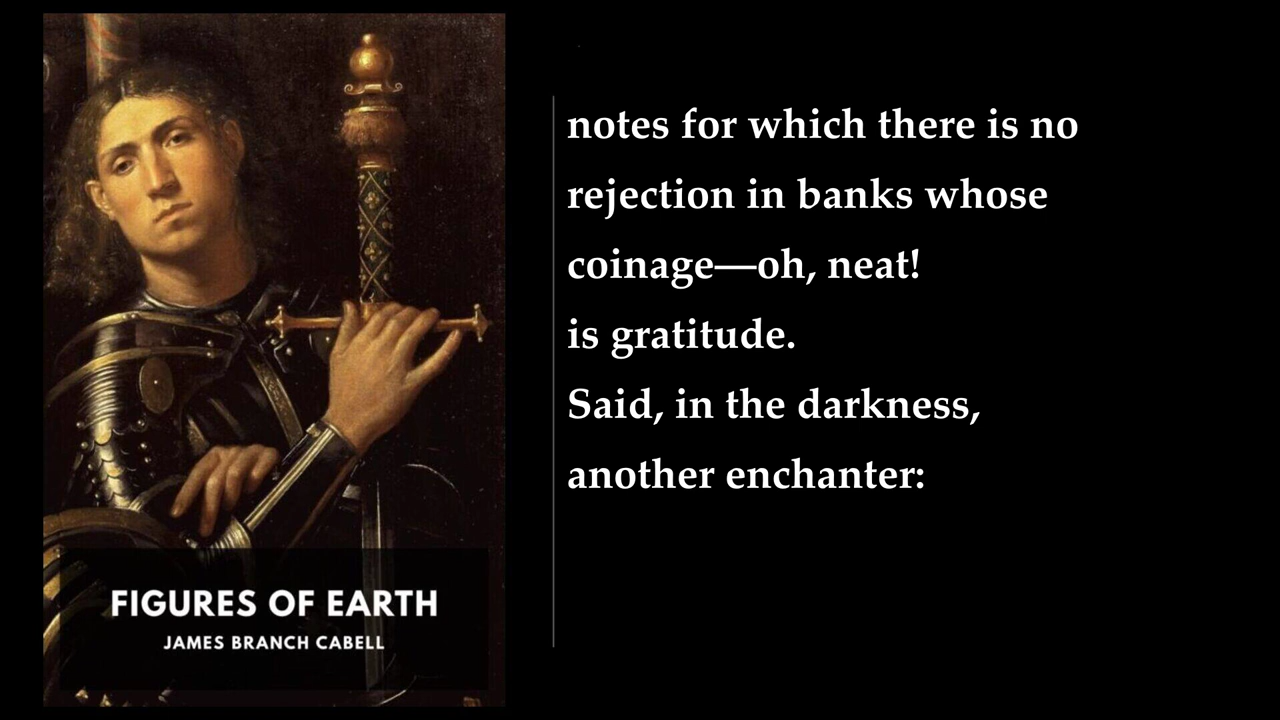 FIGURES OF EARTH
JAMES BRANCH CABELL
notes for which there is no
rejection in banks whose
coinage—oh, neat!
is gratitude.
Said, in the darkness,
another enchanter: